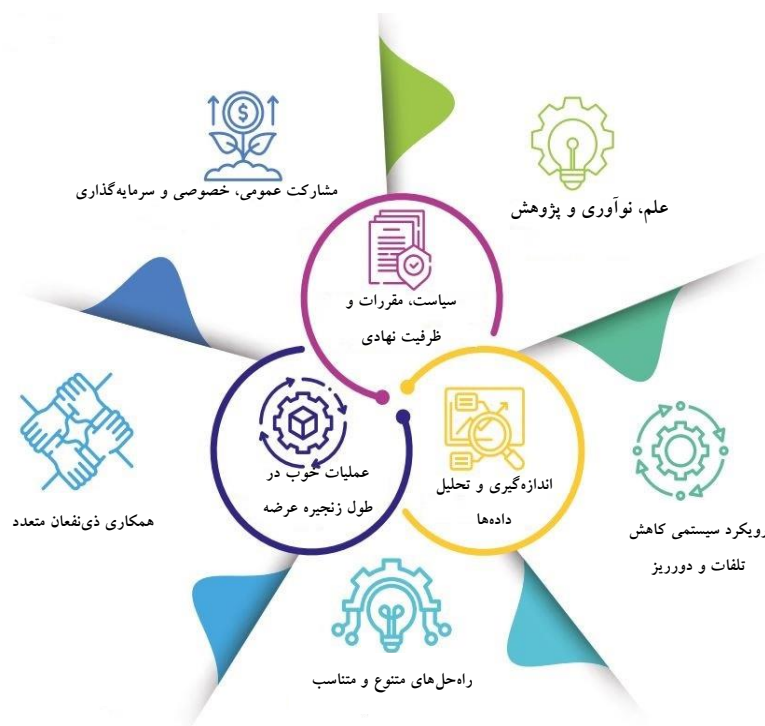 مشارکت عمومی، خصوصی و سرمایه‌گذاری
علم، نوآوری و پژوهش
سیاست، مقررات و
ظرفیت نهادی
عملیات خوب در
طول زنجیره عرضه
اندازه‌گیری و تحلیل
داده‌ها
همکاری ذی‌نفعان متعدد
رویکرد سیستمی کاهش
تلفات و دورریز
راه‌حل‌های متنوع و متناسب